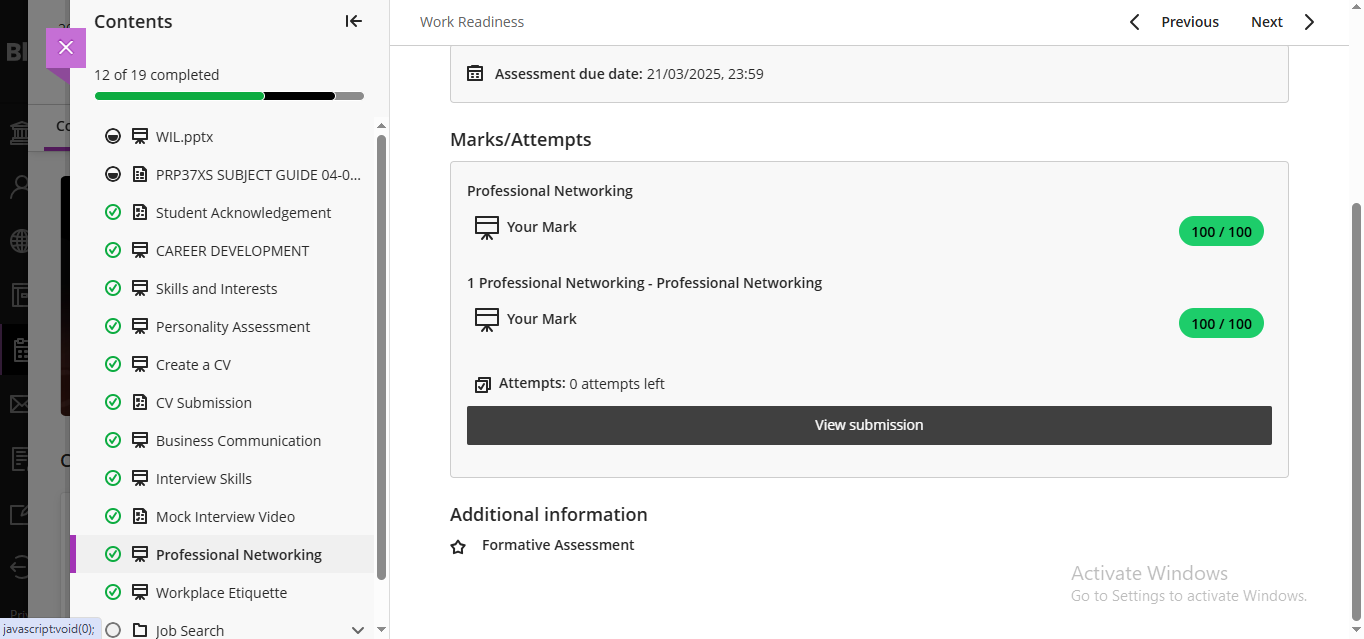 Contents
12 of 19 completed
WIL.pptx
PRP37XS SUBJECT GUIDE 04-0...
Student Acknowledgement
CAREER DEVELOPMENT
Skills and Interests
Personality Assessment
Create a CV
CV Submission
Business Communication
Interview Skills
Mock Interview Video
Professional Networking
Workplace Etiquette
Job Search
javascript:void(0);
Work Readiness
Previous
Next
Assessment due date: 21/03/2025, 23:59
Marks/Attempts
Professional Networking
Your Mark
100 / 100
1 Professional Networking - Professional Networking
Your Mark
100 / 100
Attempts: 0 attempts left
View submission
Additional information
Formative Assessment
Activate Windows
Go to Settings to activate Windows.